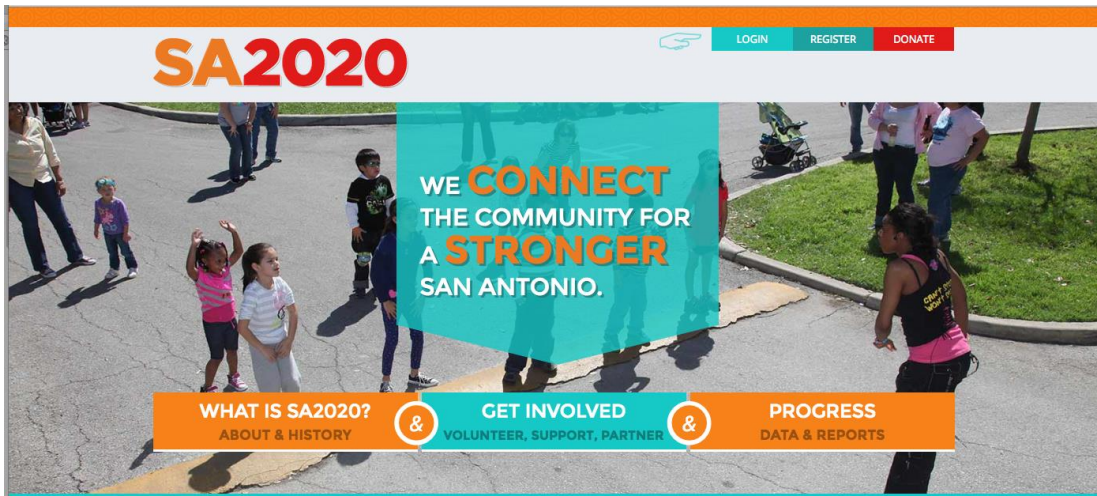 SA2020
LOGIN REGISTER DONATE
WE CONNECT
THE COMMUNITY FOR
A STRONGER
SAN ANTONIO.
WHAT IS SA2020? & GET INVOLVED & PROGRESS
ABOUT & HISTORY VOLUNTEER, SUPPORT, PARTNER DATA & REPORTS